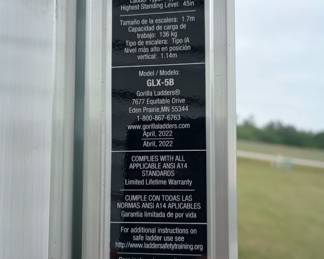 Highest Standing Level: 45in
Tamaño de la escalera: 1.7m
Capacidad de carga de
trabajo: 136 kg
Tipo de escalera: Tipo IA
Nivel más alto en posición
vertical: 1.14m
Model / Modelo:
GLX-5B
Gorilla Ladders®
7677 Equitable Drive
Eden Prairie, MN 55344
1-800-867-6763
www.gorillaladders.com
April, 2022
Abril, 2022
COMPLIES WITH ALL
APPLICABLE ANSI A14
STANDARDS
Limited Lifetime Warranty
CUMPLE CON TODAS LAS
NORMAS ANSI A14 APLICABLES
Garantía limitada de por vida
For additional instructions on
safe ladder use see
http://www.laddersafetytraining.org